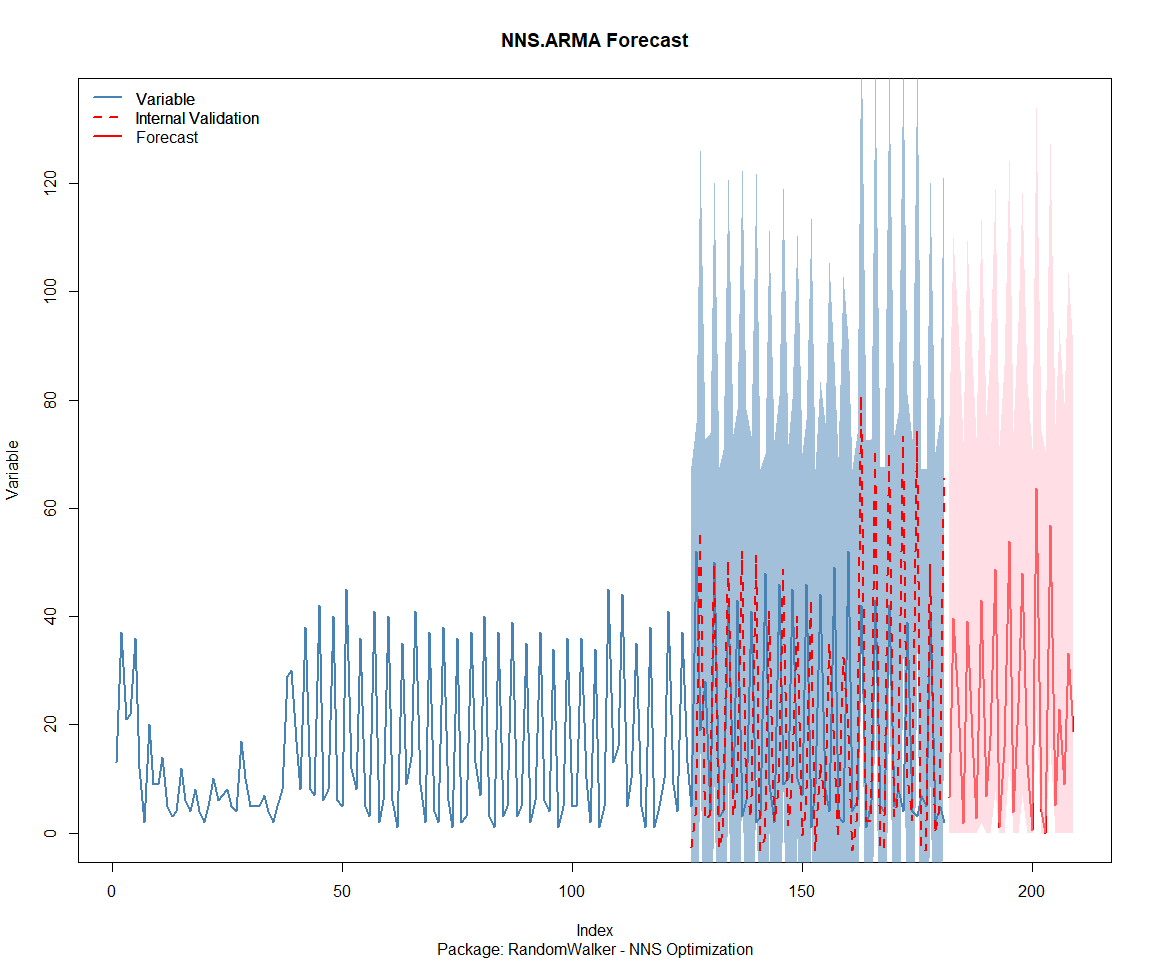 NNS.ARMA Forecast
Variable
Internal Validation
Forecast
Variable
120
100
80
60
40
20
0
0 50 100 150 200
Index
Package: RandomWalker - NNS Optimization